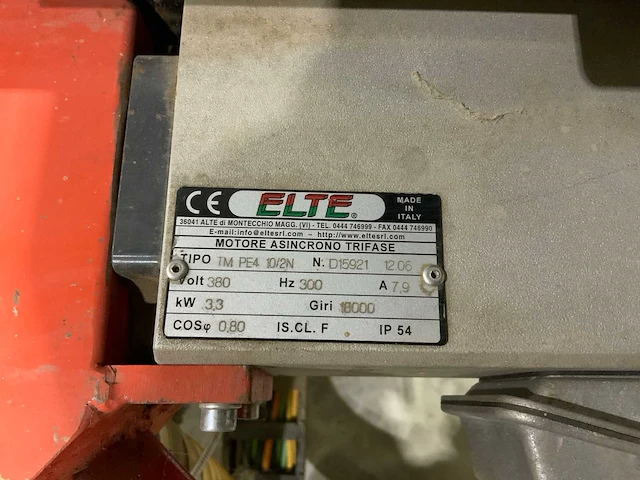 CE ELTE® MADE IN ITALY
36041 ALTE di MONTECCHIO MAGG. (VI) - TEL. 0444 746999 - FAX 0444 746990
E-mail: info@eltesrl.com - http://www.eltesrl.com
MOTORE ASINCRONO TRIFASE
TIPO TM PE4 10/2N N. D15921 12.06
Volt 380 Hz 300 A 7,9
kW 3,3 Giri 18000
COSφ 0,80 IS.CL. F IP 54